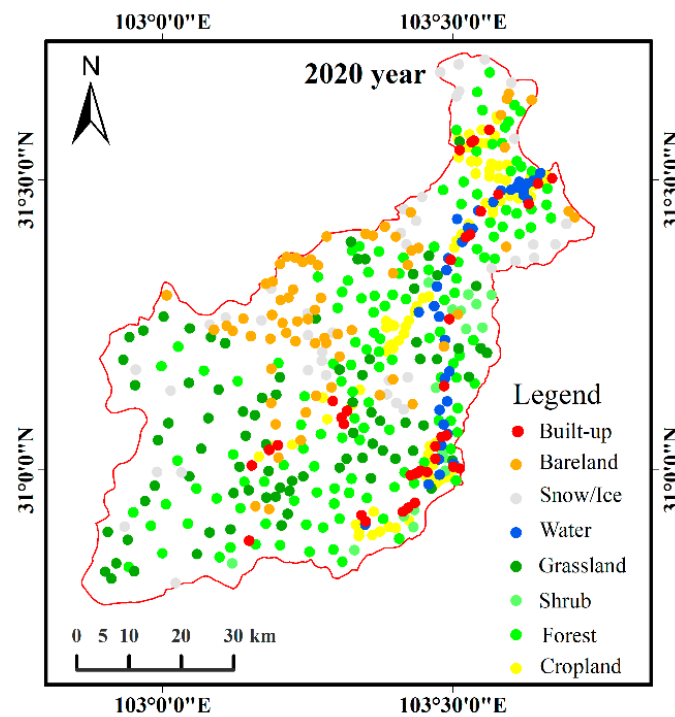 103°0'0"E 103°30'0"E
N
2020 year
31°30'0"N 31°30'0"N
31°0'0"N 31°0'0"N
Legend
Built-up
Bareland
Snow/Ice
Water
Grassland
Shrub
Forest
Cropland
0 5 10 20 30 km
103°0'0"E 103°30'0"E